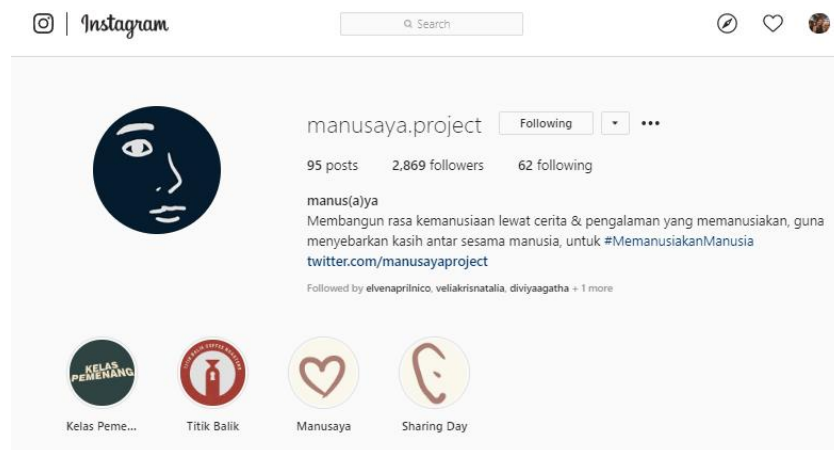 Instagram
Search
manusaya.project Following
95 posts 2,869 followers 62 following
manus(a)ya
Membangun rasa kemanusiaan lewat cerita & pengalaman yang memanusiakan, guna
menyebarkan kasih antar sesama manusia, untuk #MemanusiakanManusia
twitter.com/manusayaproject
Followed by elvenaprilnico, veliakrisnatalia, diviyaagatha + 1 more
KELAS
PEMENANG
Kelas Peme... Titik Balik Manusaya Sharing Day